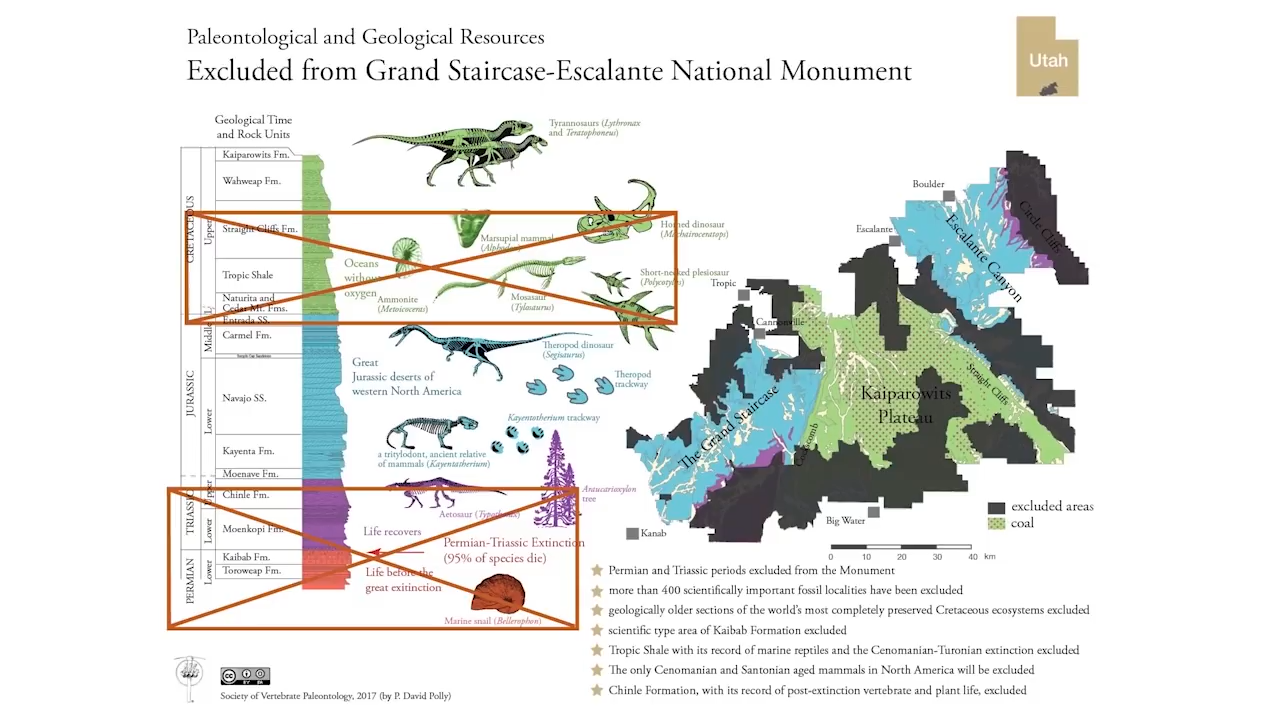 Paleontological and Geological Resources
Excluded from Grand Staircase-Escalante National Monument
Utah
Geological Time
and Rock Units
Kaiparowits Fm.
Wahweap Fm.
Straight Cliffs Fm.
Tropic Shale
Naturita and
Cedar Mt. Fms.
Entrada SS.
Carmel Fm.
Navajo SS.
Kayenta Fm.
Moenave Fm.
Chinle Fm.
Moenkopi Fm.
Kaibab Fm.
Toroweap Fm.
CRETACEOUS
Upper
JURASSIC
Middle
Lower
TRIASSIC
Upper
Lower
PERMIAN
Lower
Tyrannosaurs (Lythronax
and Teratophoneus)
Horned dinosaur
(Machairoceratops)
Marsupial mammal
(Alphadon)
Oceans
without
oxygen
Ammonite
(Metoicoceras)
Mosasaur
(Tylosaurus)
Short-necked plesiosaur
(Polycotylus)
Theropod dinosaur
(Segisaurus)
Great
Jurassic deserts of
western North America
Theropod
trackway
Kayentotherium trackway
a tritylodont, ancient relative
of mammals (Kayentatherium)
Araucarioxylon
tree
Aetosaur (Typothorax)
Life recovers
Permian-Triassic Extinction
(95% of species die)
Life before the
great exitinction
Marine snail (Bellerophon)
Society of Vertebrate Paleontology, 2017 (by P. David Polly)
CC
BY
ND
Boulder
Escalante
Tropic
Cannonville
Circle Cliffs
Escalante Canyon
Straight Cliffs
Kaiparowits
Plateau
The Grand Staircase
Cockscomb
Kanab
Big Water
excluded areas
coal
0 10 20 30 40 km
Permian and Triassic periods excluded from the Monument
more than 400 scientifically important fossil localities have been excluded
geologically older sections of the world's most completely preserved Cretaceous ecosystems excluded
scientific type area of Kaibab Formation excluded
Tropic Shale with its record of marine reptiles and the Cenomanian-Turonian extinction excluded
The only Cenomanian and Santonian aged mammals in North America will be excluded
Chinle Formation, with its record of post-extinction vertebrate and plant life, excluded